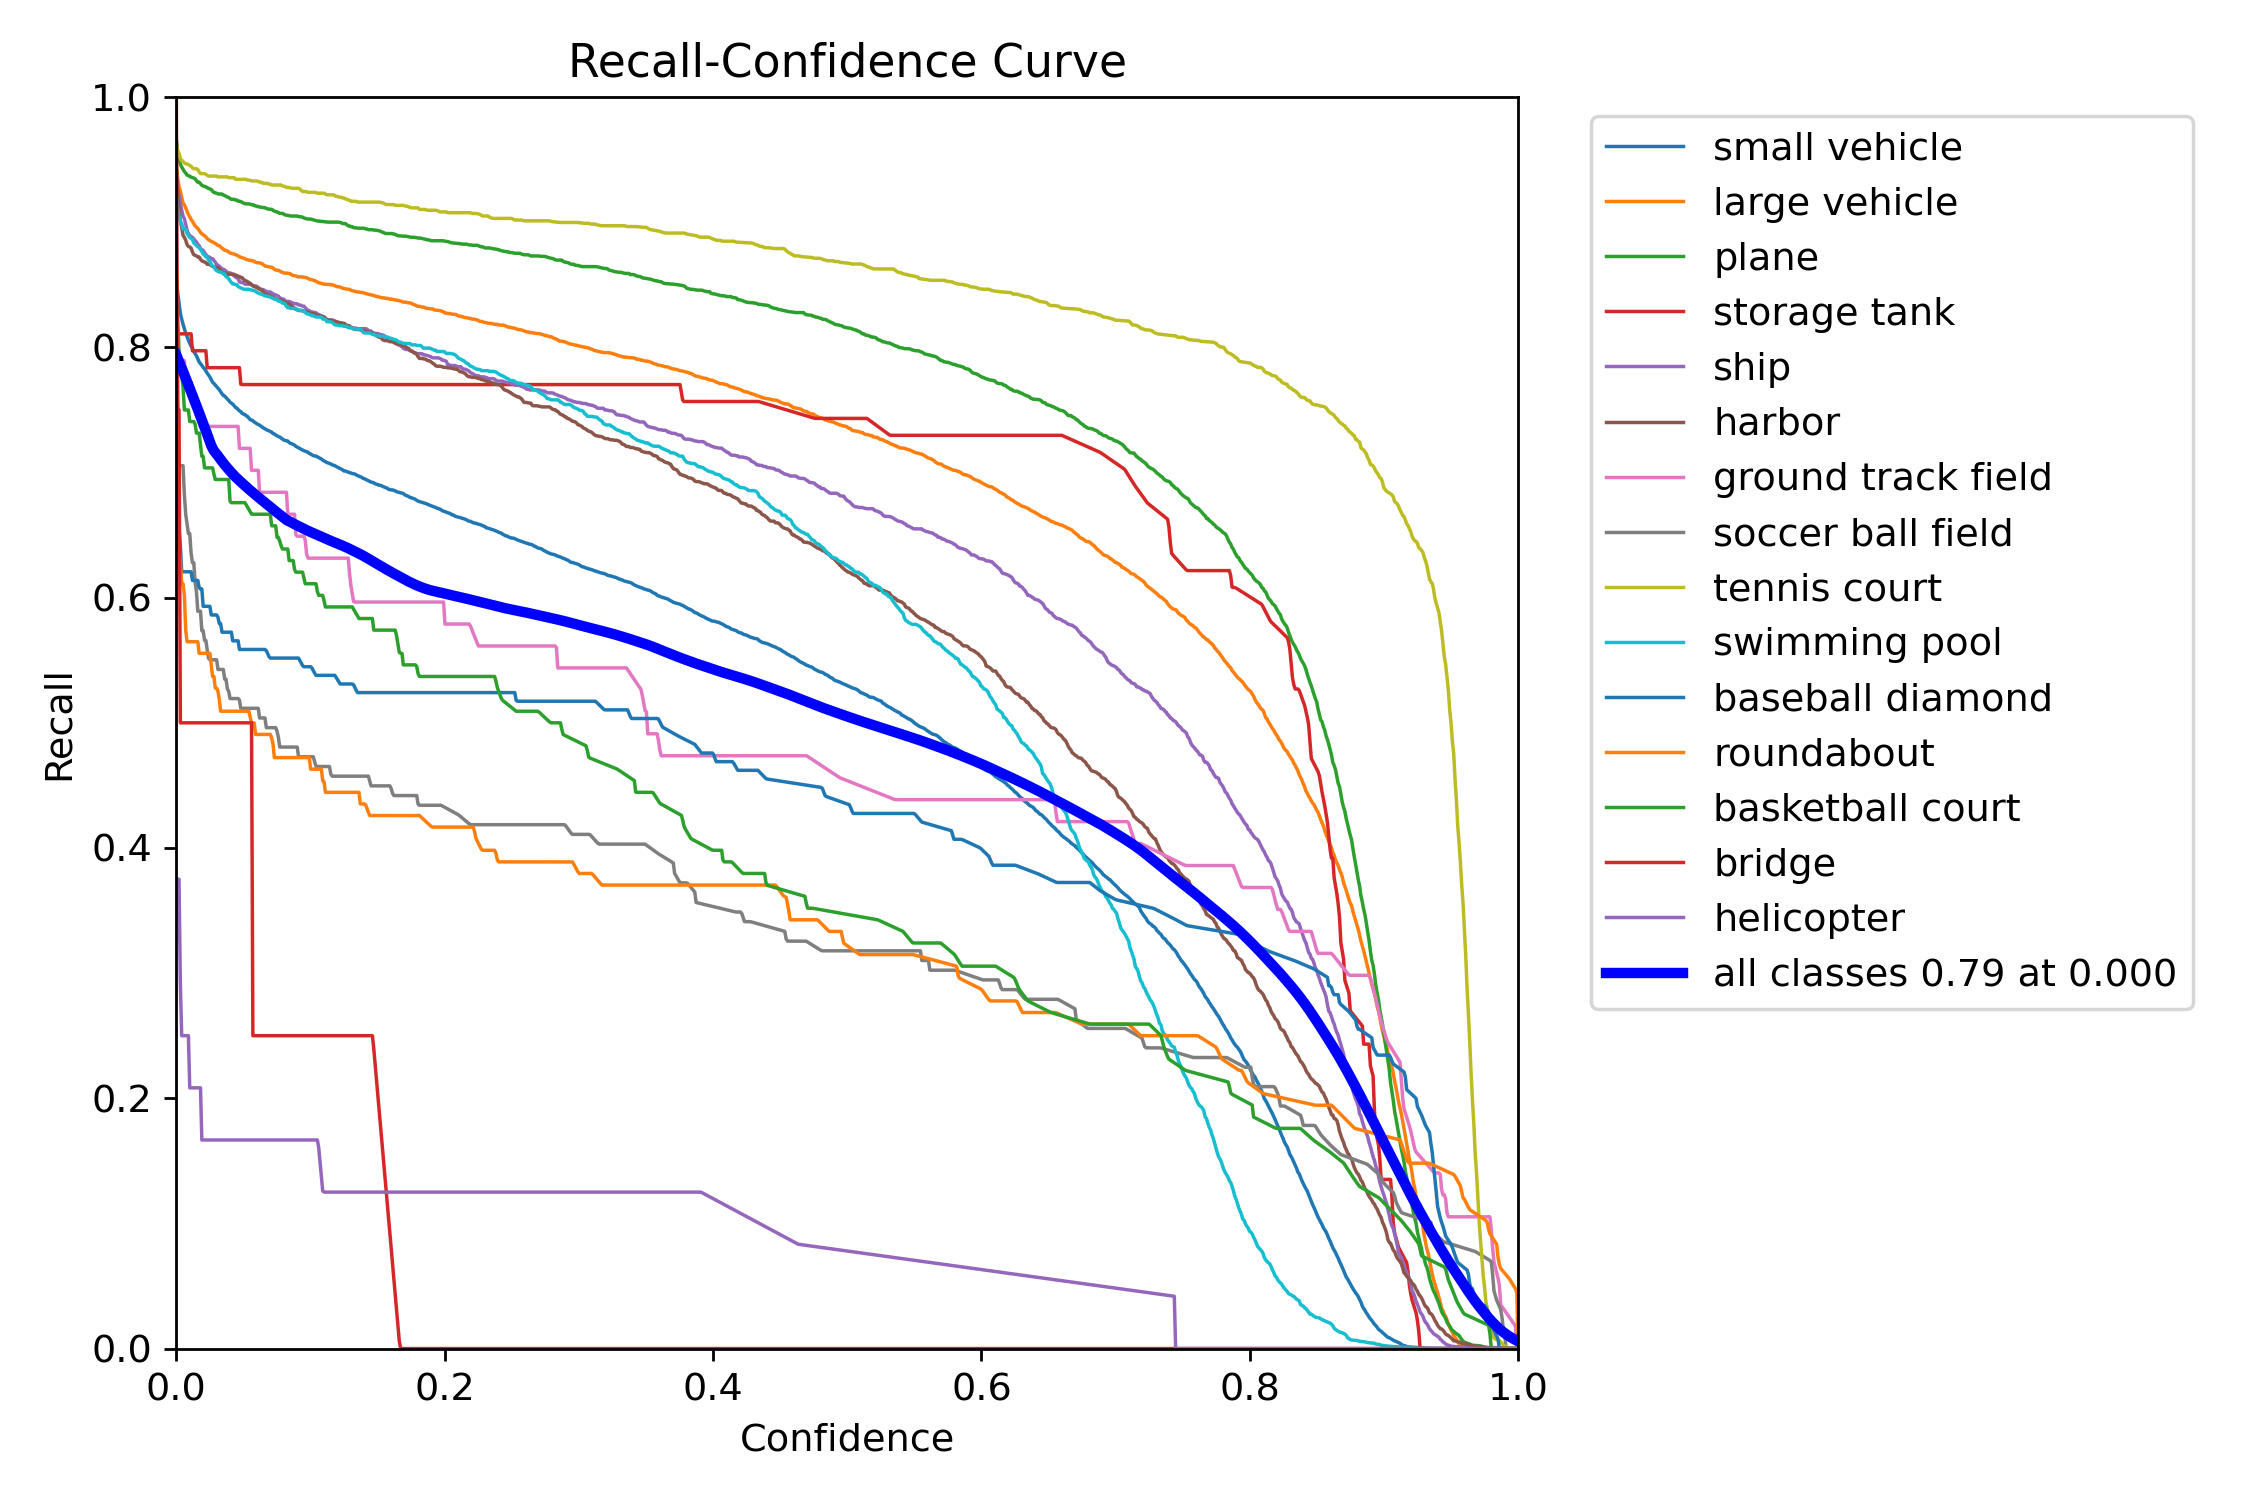 Recall-Confidence Curve
1.0
0.8
0.6
0.4
0.2
0.0
Recall
0.0 0.2 0.4 0.6 0.8 1.0
Confidence
small vehicle
large vehicle
plane
storage tank
ship
harbor
ground track field
soccer ball field
tennis court
swimming pool
baseball diamond
roundabout
basketball court
bridge
helicopter
all classes 0.79 at 0.000